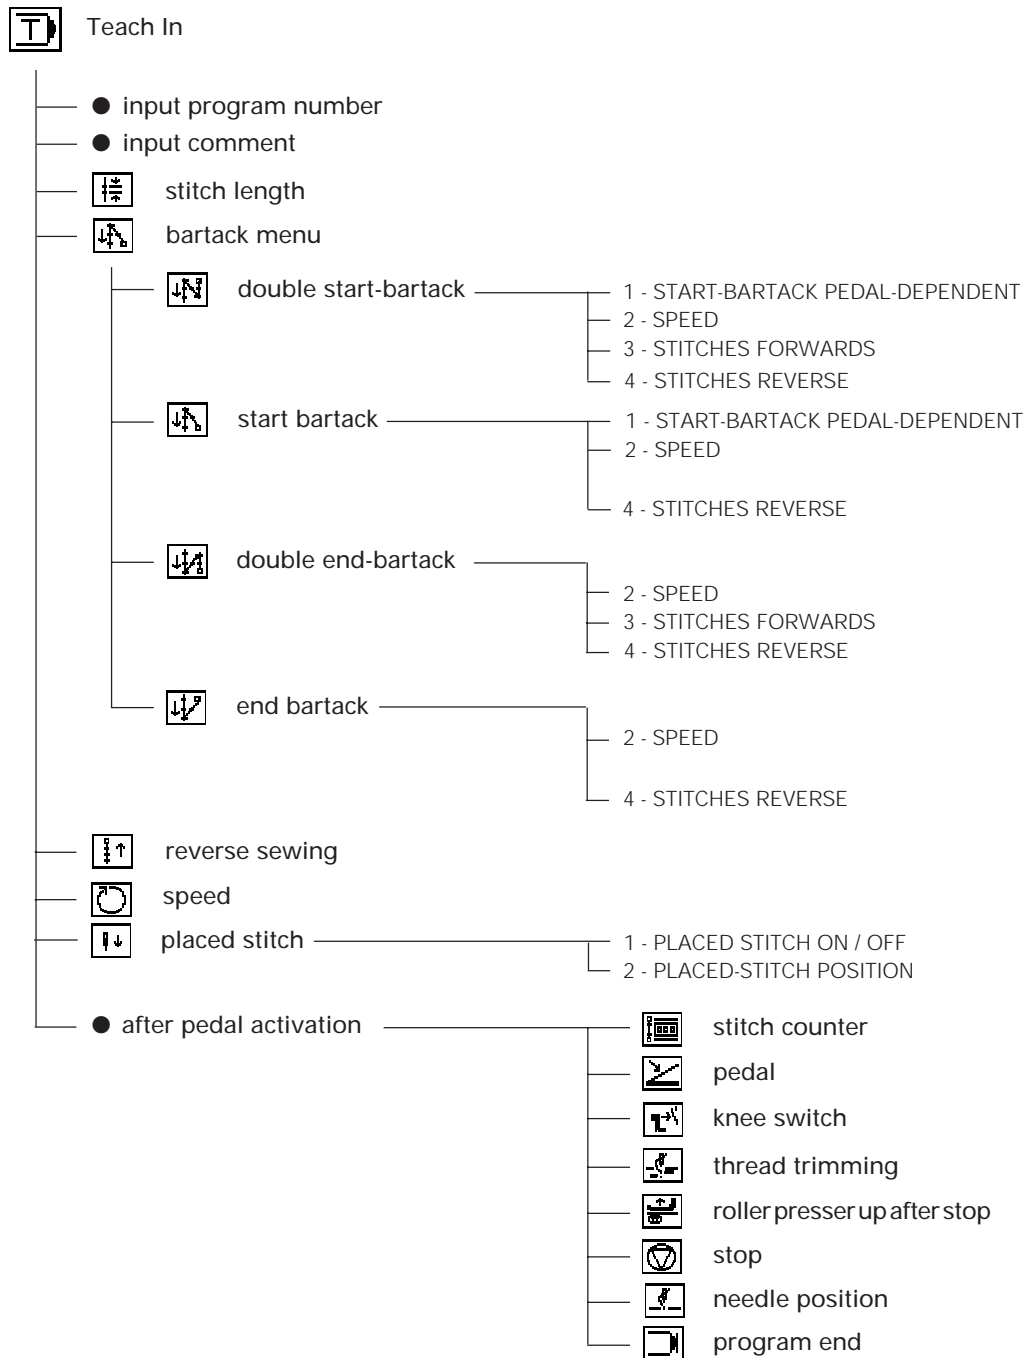 Teach In
● input program number
● input comment
stitch length
bartack menu
double start-bartack
1 - START-BARTACK PEDAL-DEPENDENT
2 - SPEED
3 - STITCHES FORWARDS
4 - STITCHES REVERSE
start bartack
1 - START-BARTACK PEDAL-DEPENDENT
2 - SPEED
4 - STITCHES REVERSE
double end-bartack
2 - SPEED
3 - STITCHES FORWARDS
4 - STITCHES REVERSE
end bartack
2 - SPEED
4 - STITCHES REVERSE
reverse sewing
speed
placed stitch
1 - PLACED STITCH ON / OFF
2 - PLACED-STITCH POSITION
● after pedal activation
stitch counter
pedal
knee switch
thread trimming
roller presser up after stop
stop
needle position
program end